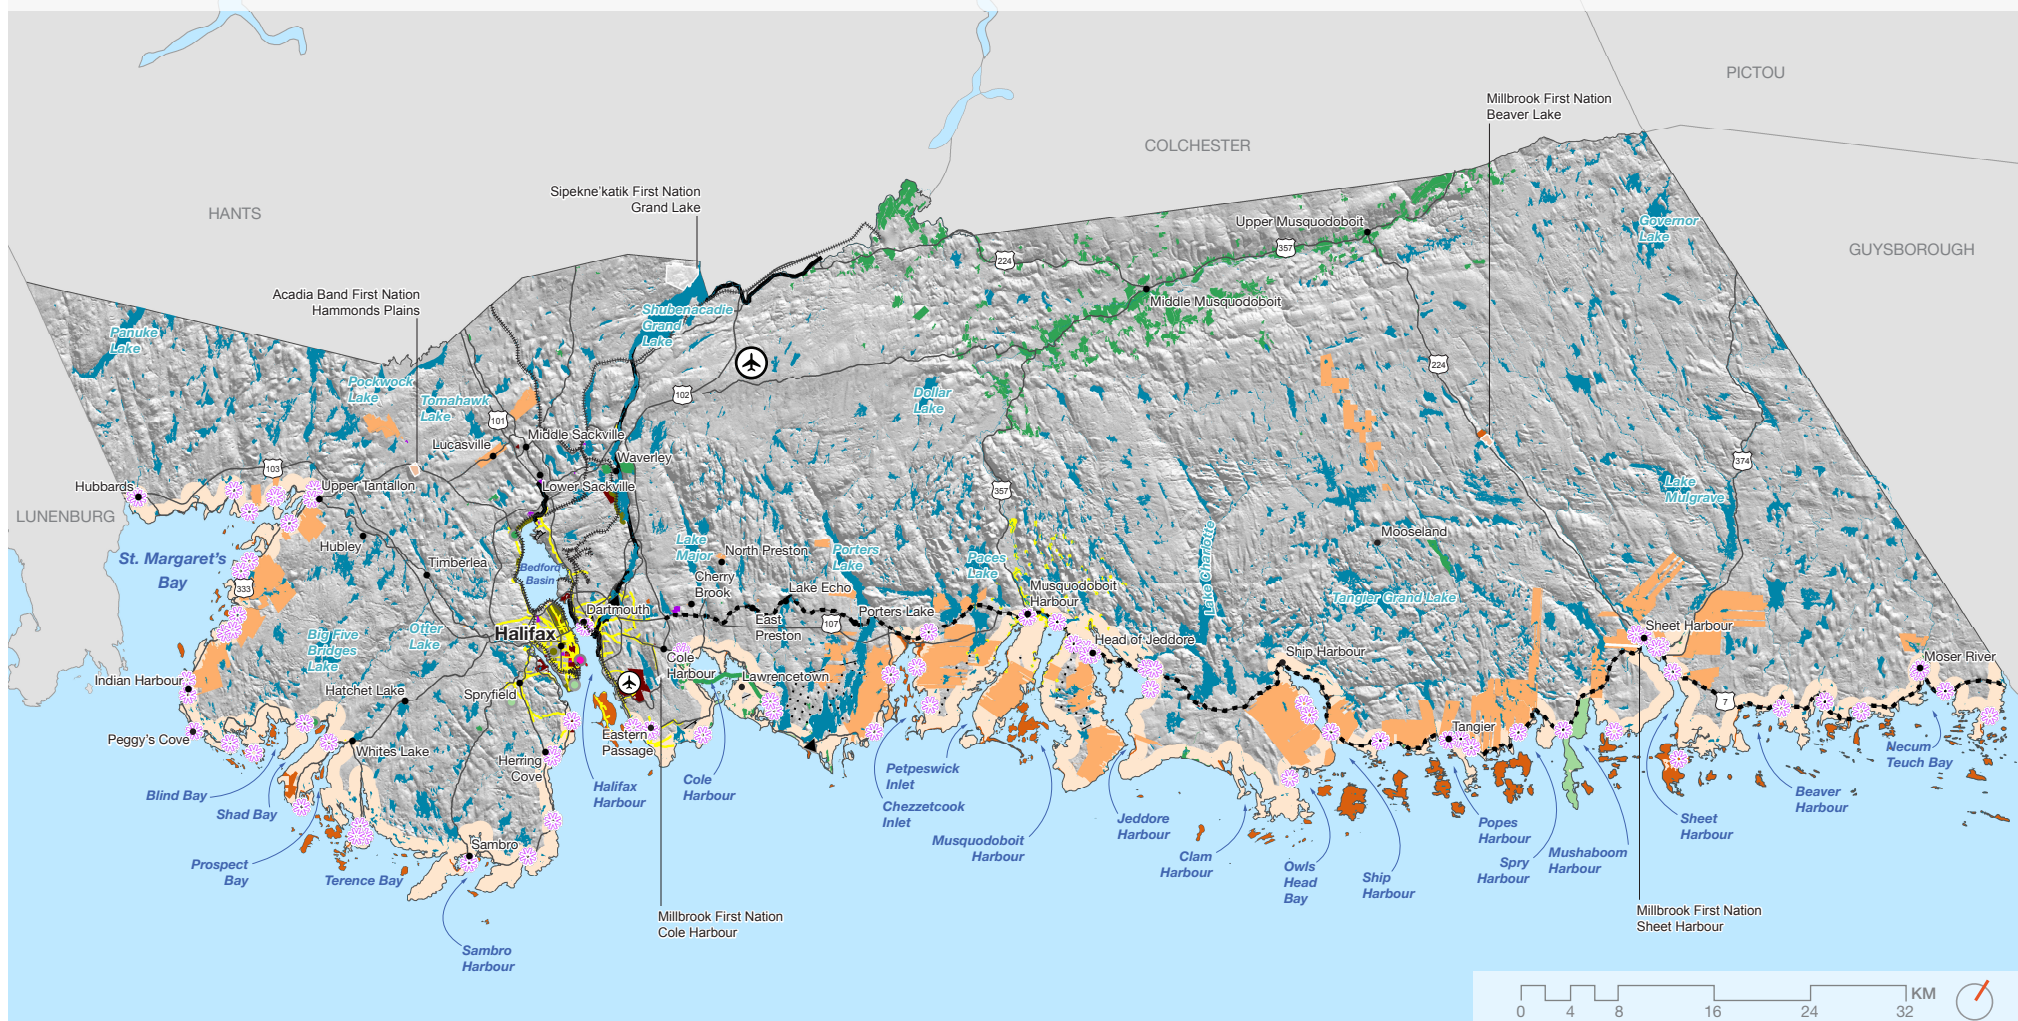 PICTOU
Millbrook First Nation
Beaver Lake
COLCHESTER
Sipekne'katik First Nation
Grand Lake
HANTS
Upper Musquodoboit
357
Governor
Lake
GUYSBOROUGH
224
Acadia Band First Nation
Hammonds Plains
Middle Musquodoboit
Shubenacadie
Grand
Lake
Panuke
Lake
224
Pockwock
Lake
Tomahawk
Lake
102
Dollar
Lake
101
Middle Sackville
Lucasville
Waverley
103
374
Hubbards
Upper Tantallon
Lower Sackville
357
Lake
Mulgrave
LUNENBURG
Mooseland
Hubley
Lake
Major
North Preston
Porters
Lake
Paces
Lake
Lake Charlotte
St. Margaret's
Bay
Timberlea
Bedford
Basin
Cherry
Brook
Lake Echo
Musquodoboit
Harbour
333
Tangier Grand Lake
Dartmouth
Porters Lake
East
Preston
107
Sheet Harbour
Big Five
Bridges
Lake
Otter
Lake
Halifax
Head of Jeddore
Ship Harbour
Cole
Harbour
Moser River
Indian Harbour
Hatchet Lake
Spryfield
Lawrencetown
7
Peggy's Cove
Whites Lake
Eastern
Passage
Tangier
Herring
Cove
Necum
Teuch Bay
Blind Bay
Halifax
Harbour
Cole
Harbour
Petpeswick
Inlet
Beaver
Harbour
Shad Bay
Chezzetcook
Inlet
Jeddore
Harbour
Popes
Harbour
Sheet
Harbour
Musquodoboit
Harbour
Sambro
Prospect
Bay
Terence Bay
Clam
Harbour
Owls
Head
Bay
Ship
Harbour
Spry
Harbour
Mushaboom
Harbour
Millbrook First Nation
Cole Harbour
Millbrook First Nation
Sheet Harbour
Sambro
Harbour
KM
0 4 8 16 24 32